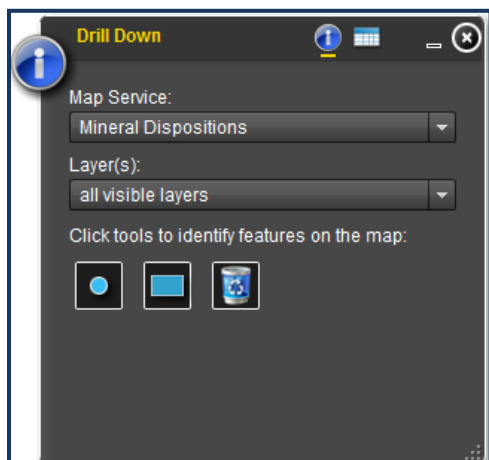 Drill Down
Map Service:
Mineral Dispositions
Layer(s):
all visible layers
Click tools to identify features on the map: